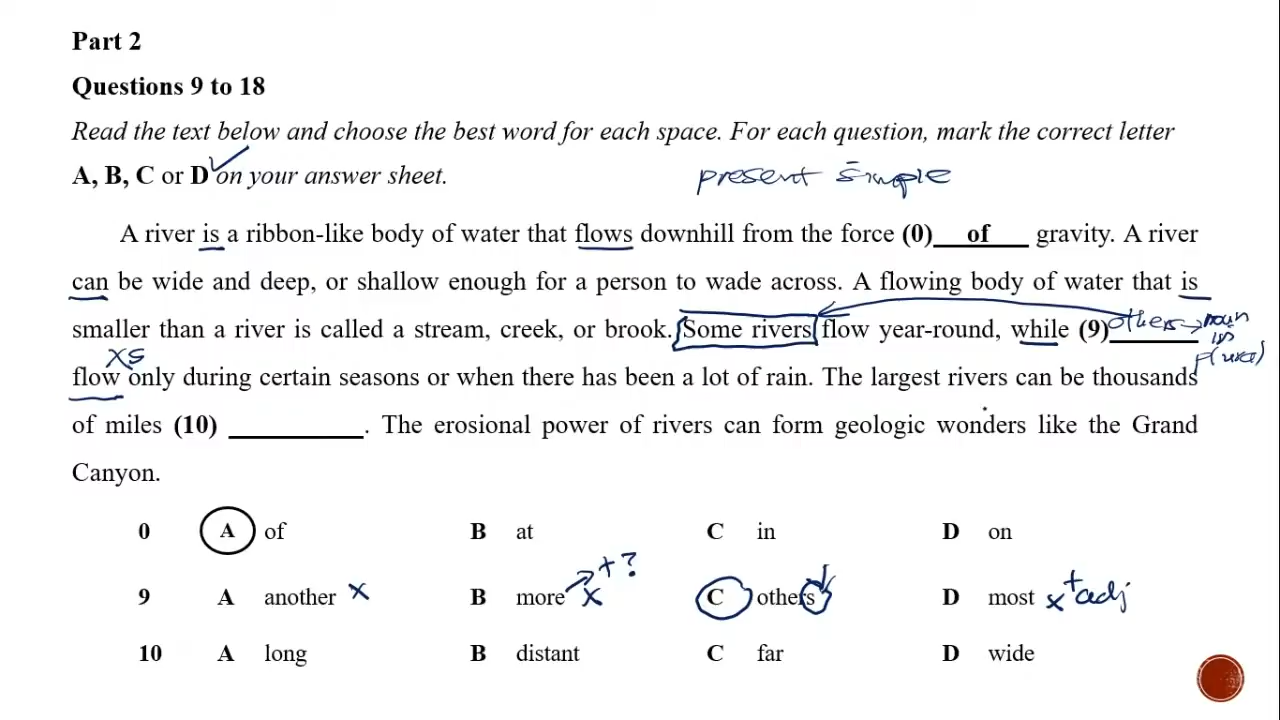 Part 2
Questions 9 to 18
Read the text below and choose the best word for each space. For each question, mark the correct letter
A, B, C or D on your answer sheet.
present simple
A river is a ribbon-like body of water that flows downhill from the force (0) of gravity. A river
can be wide and deep, or shallow enough for a person to wade across. A flowing body of water that is
smaller than a river is called a stream, creek, or brook. Some rivers flow year-round, while (9) others → noun
in
plural
xs
flow only during certain seasons or when there has been a lot of rain. The largest rivers can be thousands
of miles (10) ________. The erosional power of rivers can form geologic wonders like the Grand
Canyon.
0 A of B at C in D on
9 A another x B more x + ? C others D most x + adj
10 A long B distant C far D wide